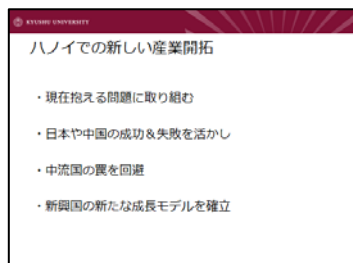 KYUSHU UNIVERSITY
ハノイでの新しい産業開拓
・現在抱える問題に取り組む
・日本や中国の成功&失敗を活かし
・中流国の罠を回避
・新興国の新たな成長モデルを確立